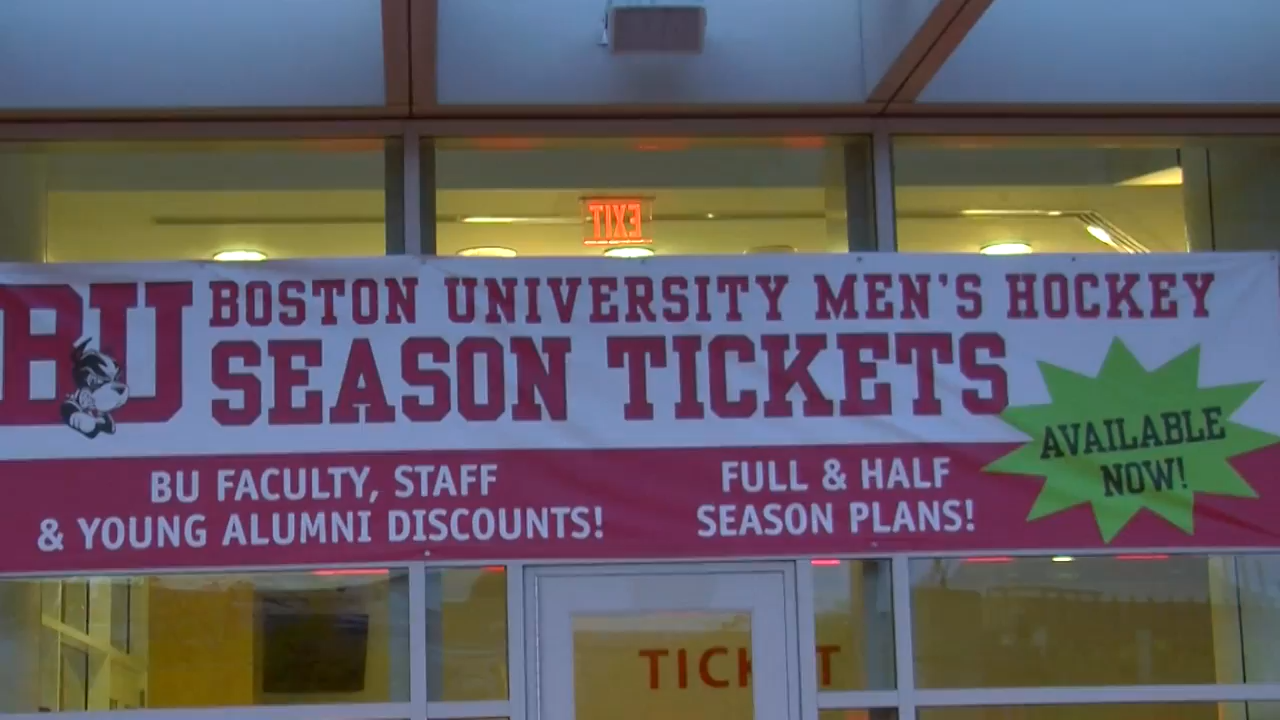 EXIT
BU
BOSTON UNIVERSITY MEN'S HOCKEY
SEASON TICKETS
AVAILABLE
NOW!
BU FACULTY, STAFF
& YOUNG ALUMNI DISCOUNTS!
FULL & HALF
SEASON PLANS!